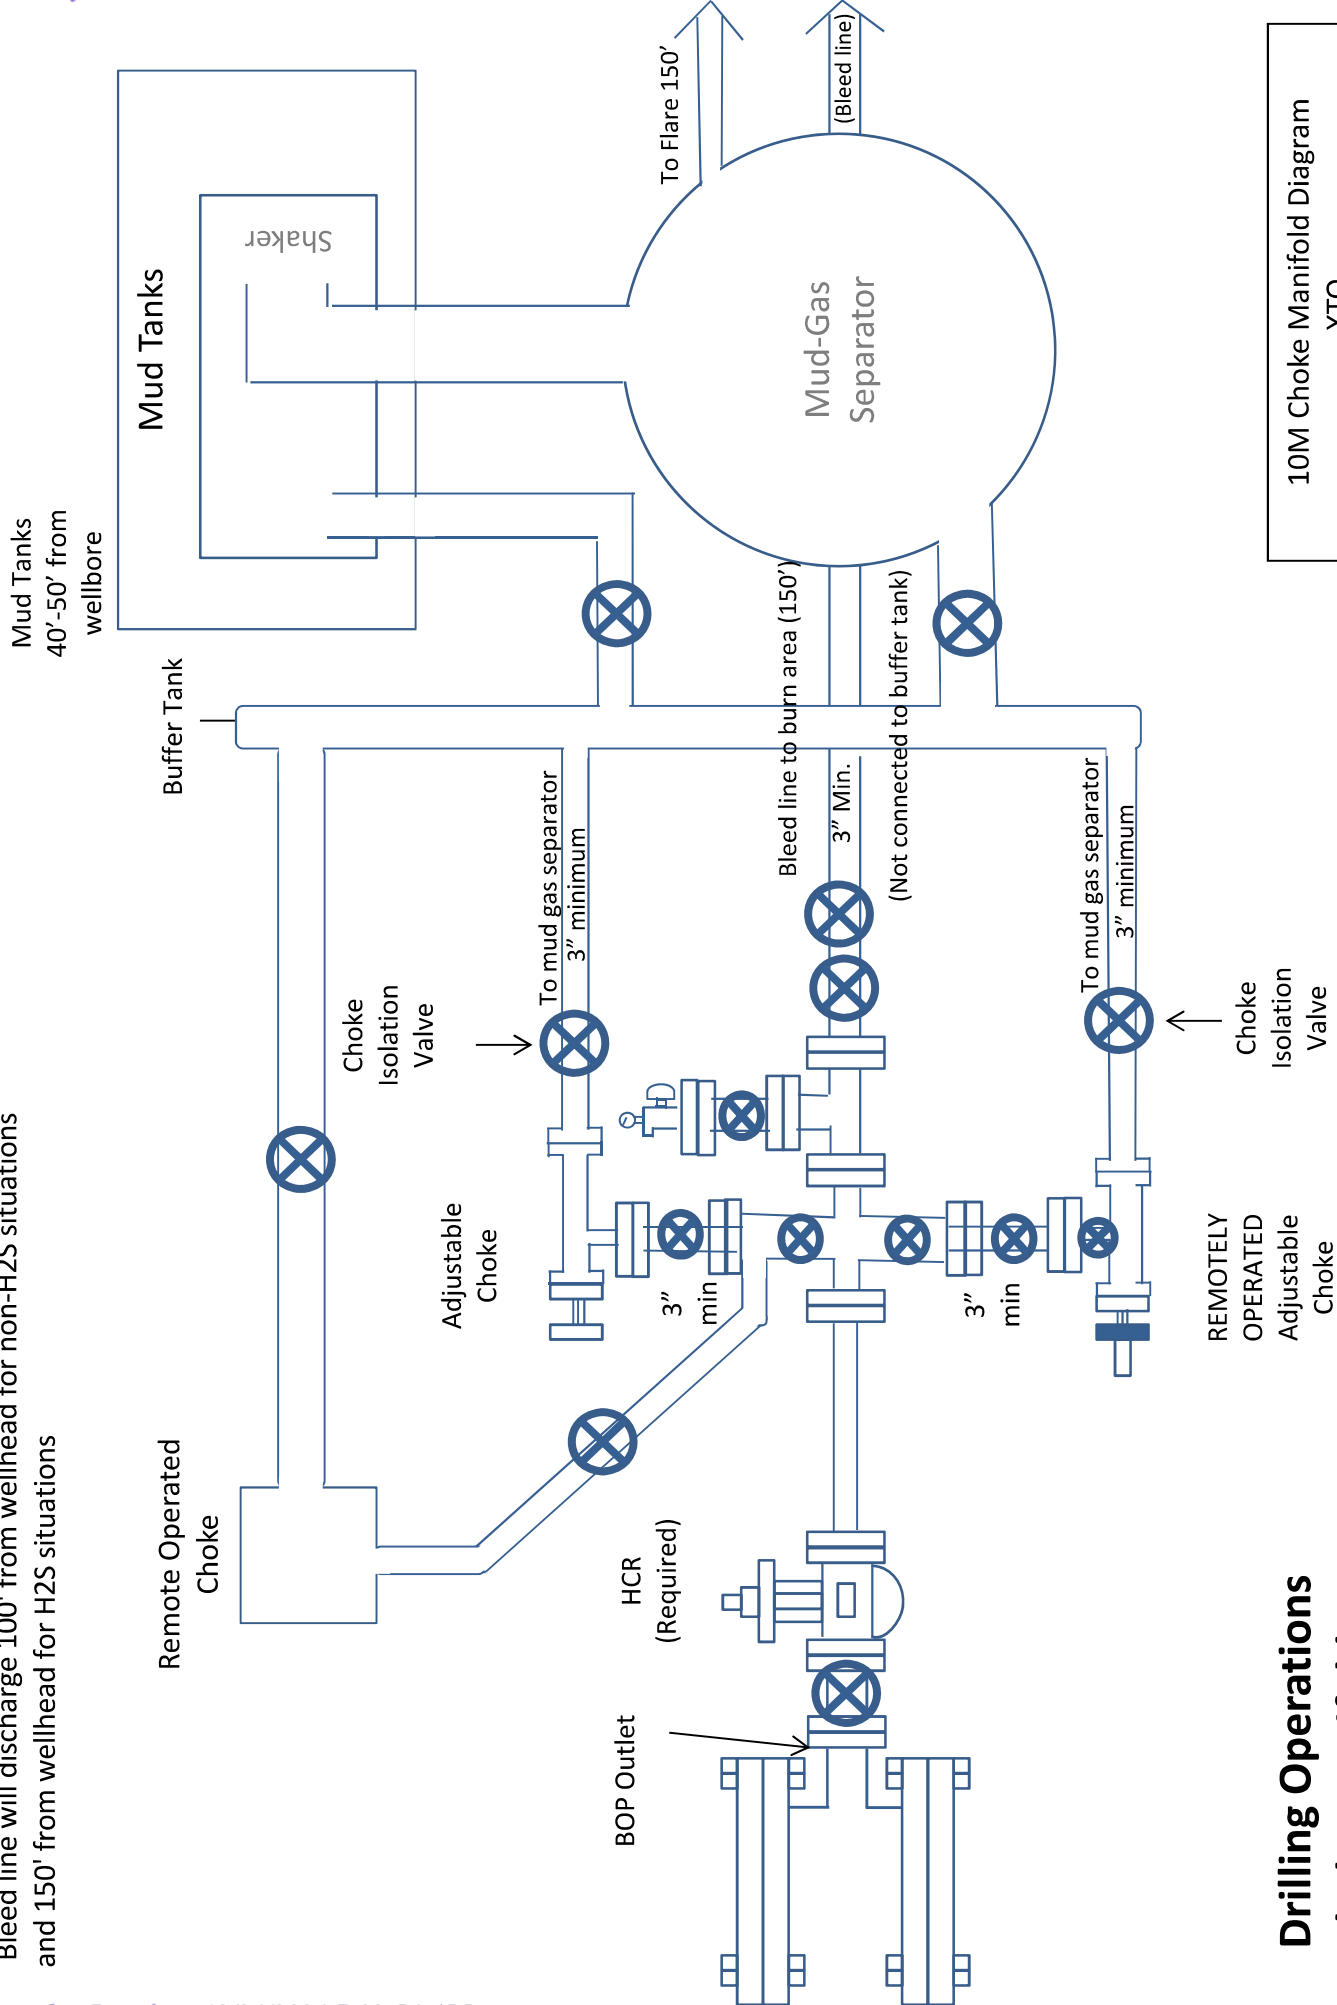 Bleed line will discharge 100' from wellhead for non-H2S situations
and 150' from wellhead for H2S situations
Mud Tanks
40’-50’ from
wellbore
Mud Tanks
Shaker
Buffer Tank
Remote Operated
Choke
To Flare 150’
(Bleed line)
Mud-Gas
Separator
Choke
Isolation
Valve
To mud gas separator
3” minimum
Adjustable
Choke
3”
min
Bleed line to burn area (150’)
3” Min.
(Not connected to buffer tank)
HCR
(Required)
BOP Outlet
3”
min
To mud gas separator
3” minimum
Choke
Isolation
Valve
REMOTELY
OPERATED
Adjustable
Choke
10M Choke Manifold Diagram
XTO
Drilling Operations